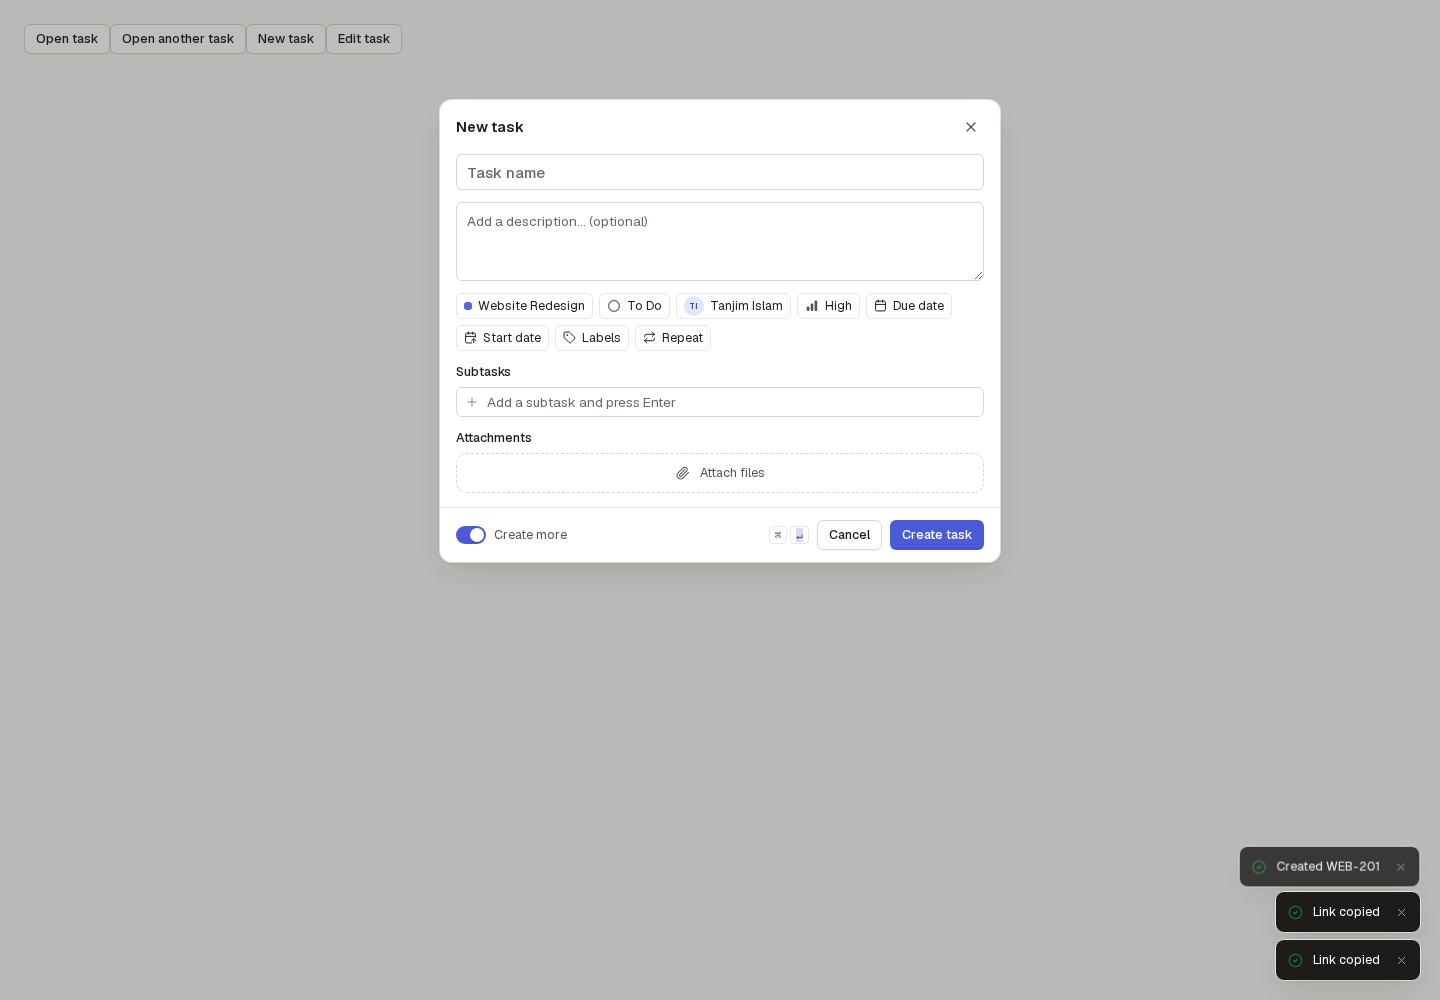 Open task Open another task New task Edit task
New task
Task name
Add a description... (optional)
Website Redesign To Do TI Tanjim Islam High Due date
Start date Labels Repeat
Subtasks
Add a subtask and press Enter
Attachments
Attach files
Create more ⌘ ↵ Cancel Create task
Created WEB-201
Link copied
Link copied